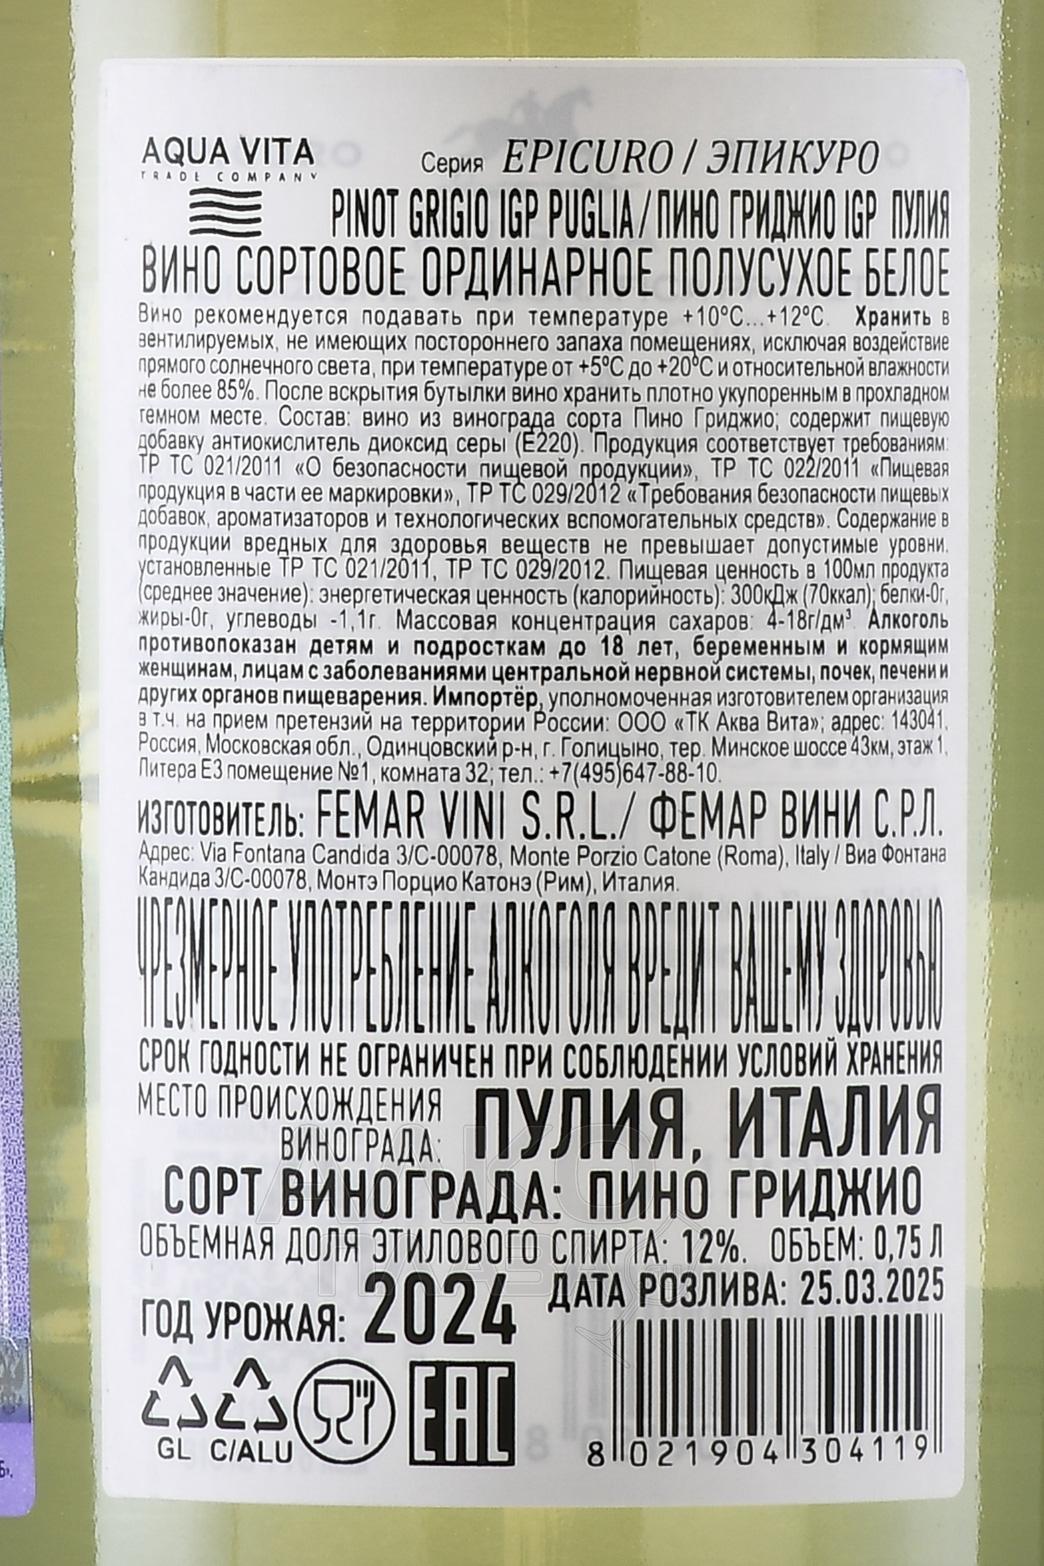 AQUA VITA
TRADE COMPANY
Серия EPICURO / ЭПИКУРО
PINOT GRIGIO IGP PUGLIA / ПИНО ГРИДЖИО IGP ПУЛИЯ
ВИНО СОРТОВОЕ ОРДИНАРНОЕ ПОЛУСУХОЕ БЕЛОЕ
Вино рекомендуется подавать при температуре +10°С...+12°С. Хранить в
вентилируемых, не имеющих постороннего запаха помещениях, исключая воздействие
прямого солнечного света, при температуре от +5°С до +20°С и относительной влажности
не более 85%. После вскрытия бутылки вино хранить плотно укупоренным в прохладном
темном месте. Состав: вино из винограда сорта Пино Гриджио; содержит пищевую
добавку антиокислитель диоксид серы (Е220). Продукция соответствует требованиям:
ТР ТС 021/2011 «О безопасности пищевой продукции», ТР ТС 022/2011 «Пищевая
продукция в части ее маркировки», ТР ТС 029/2012 «Требования безопасности пищевых
добавок, ароматизаторов и технологических вспомогательных средств». Содержание в
продукции вредных для здоровья веществ не превышает допустимые уровни,
установленные ТР ТС 021/2011, ТР ТС 029/2012. Пищевая ценность в 100мл продукта
(среднее значение): энергетическая ценность (калорийность): 300кДж (70ккал); белки-0г,
жиры-0г, углеводы -1,1г. Массовая концентрация сахаров: 4-18г/дм³. Алкоголь
противопоказан детям и подросткам до 18 лет, беременным и кормящим
женщинам, лицам с заболеваниями центральной нервной системы, почек, печени и
других органов пищеварения. Импортёр, уполномоченная изготовителем организация
в т.ч. на прием претензий на территории России: ООО «ТК Аква Вита»; адрес: 143041,
Россия, Московская обл., Одинцовский р-н, г. Голицыно, тер. Минское шоссе 43км, этаж 1,
Литера Е3 помещение №1, комната 32; тел.: +7(495)647-88-10.
ИЗГОТОВИТЕЛЬ: FEMAR VINI S.R.L./ ФЕМАР ВИНИ С.Р.Л.
Адрес: Via Fontana Candida 3/C-00078, Monte Porzio Catone (Roma), Italy / Виа Фонтана
Кандида 3/С-00078, Монтэ Порцио Катонэ (Рим), Италия.
ЧРЕЗМЕРНОЕ УПОТРЕБЛЕНИЕ АЛКОГОЛЯ ВРЕДИТ ВАШЕМУ ЗДОРОВЬЮ
СРОК ГОДНОСТИ НЕ ОГРАНИЧЕН ПРИ СОБЛЮДЕНИИ УСЛОВИЙ ХРАНЕНИЯ
МЕСТО ПРОИСХОЖДЕНИЯ
ВИНОГРАДА: ПУЛИЯ, ИТАЛИЯ
СОРТ ВИНОГРАДА: ПИНО ГРИДЖИО
ОБЪЕМНАЯ ДОЛЯ ЭТИЛОВОГО СПИРТА: 12%. ОБЪЕМ: 0,75 Л
ГОД УРОЖАЯ: 2024 ДАТА РОЗЛИВА: 25.03.2025
GL C/ALU EAC
8 021904 304119